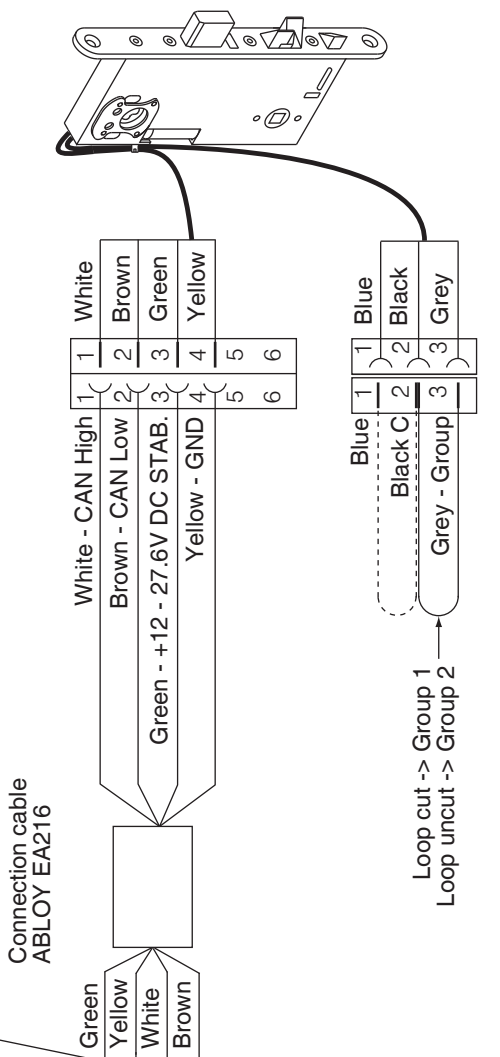 Connection cable
ABLOY EA216
Green
Yellow
White
Brown
White - CAN High
Brown - CAN Low
Green - +12 - 27.6V DC STAB.
Yellow - GND
1
2
3
4
5
6
1
2
3
4
5
6
White
Brown
Green
Yellow
Blue
Black C
Grey - Group
1
2
3
1
2
3
Blue
Black
Grey
Loop cut -> Group 1
Loop uncut -> Group 2